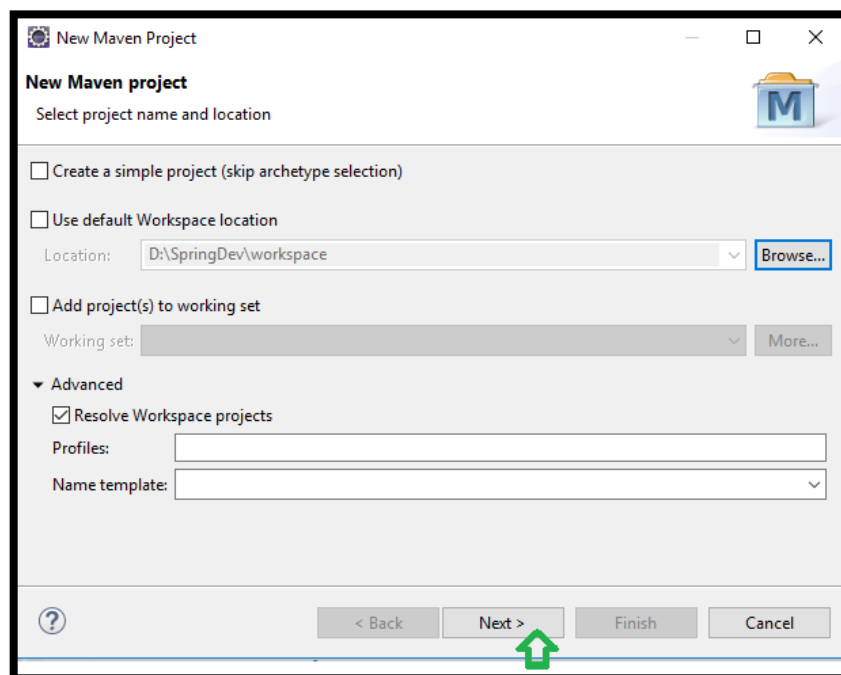 New Maven Project
New Maven project
Select project name and location
M
Create a simple project (skip archetype selection)
Use default Workspace location
Location: D:\SpringDev\workspace Browse...
Add project(s) to working set
Working set: More...
Advanced
Resolve Workspace projects
Profiles:
Name template:
? < Back Next > Finish Cancel